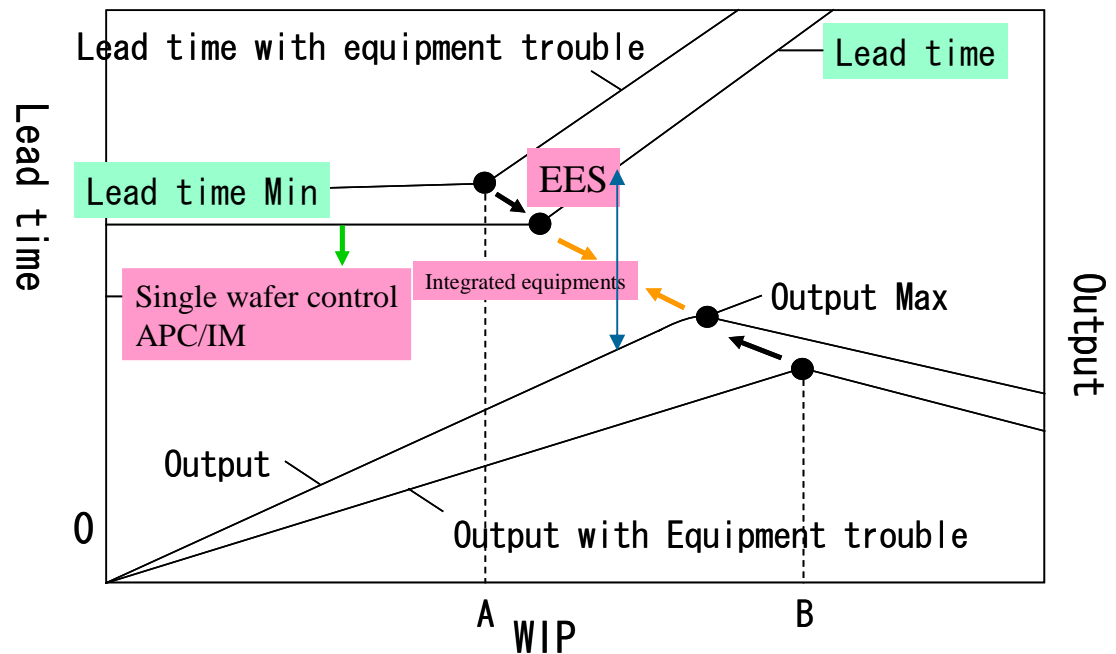 Lead time with equipment trouble
Lead time
Lead time
EES
Lead time Min
Integrated equipments
Single wafer control
APC/IM
Output Max
Output
Output
Output with Equipment trouble
0
A
B
WIP